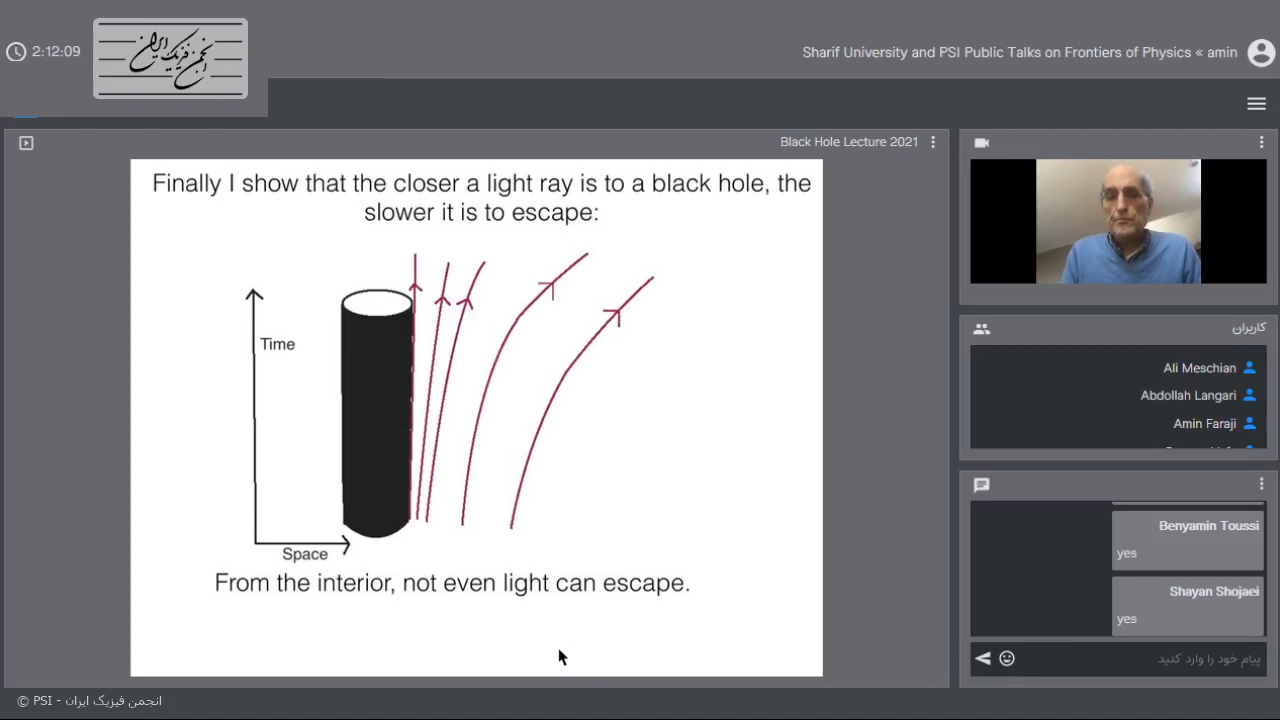 2:12:09
انجمن فیزیک ایران
Sharif University and PSI Public Talks on Frontiers of Physics « amin
Black Hole Lecture 2021
Finally I show that the closer a light ray is to a black hole, the
slower it is to escape:
Time
Space
From the interior, not even light can escape.
کاربران
Ali Meschian
Abdollah Langari
Amin Faraji
Benyamin Toussi
yes
Shayan Shojaei
yes
پیام خود را وارد کنید
© PSI - انجمن فیزیک ایران